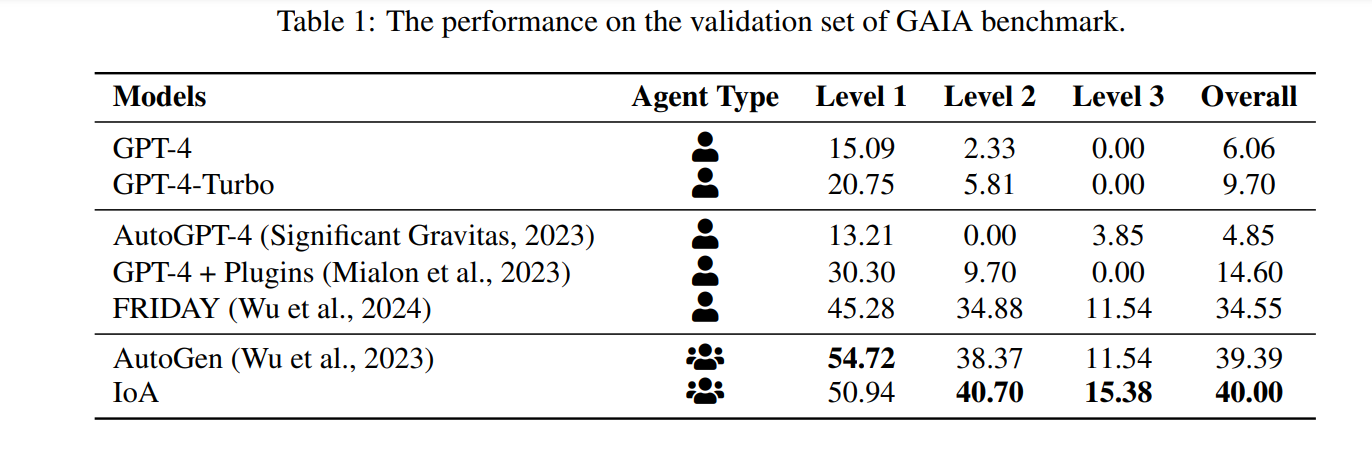 Table 1: The performance on the validation set of GAIA benchmark.
Models Agent Type Level 1 Level 2 Level 3 Overall
GPT-4 15.09 2.33 0.00 6.06
GPT-4-Turbo 20.75 5.81 0.00 9.70
AutoGPT-4 (Significant Gravitas, 2023) 13.21 0.00 3.85 4.85
GPT-4 + Plugins (Mialon et al., 2023) 30.30 9.70 0.00 14.60
FRIDAY (Wu et al., 2024) 45.28 34.88 11.54 34.55
AutoGen (Wu et al., 2023) 54.72 38.37 11.54 39.39
IoA 50.94 40.70 15.38 40.00